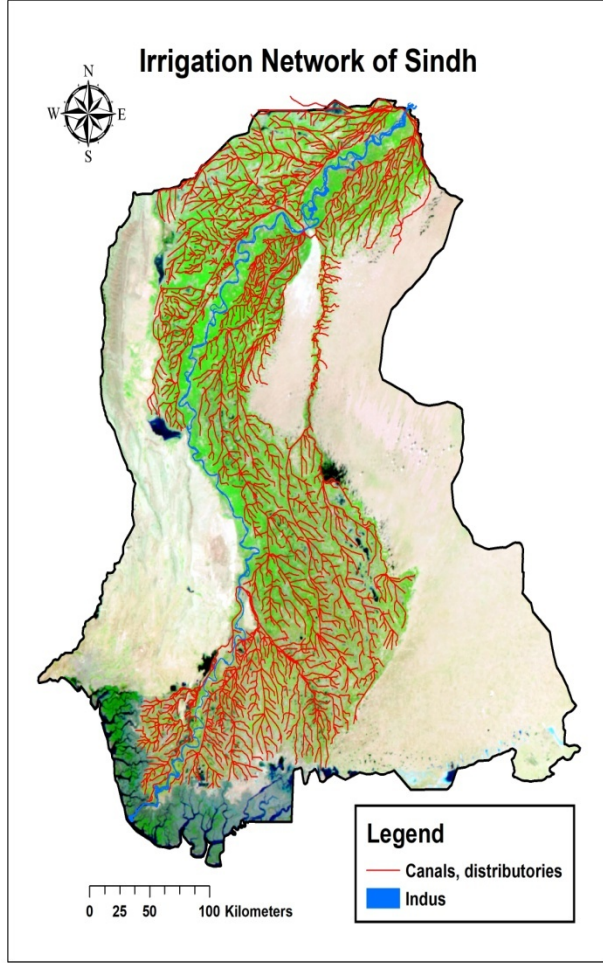 Irrigation Network of Sindh
N
W E
S
Legend
Canals, distributories
Indus
0 25 50 100 Kilometers